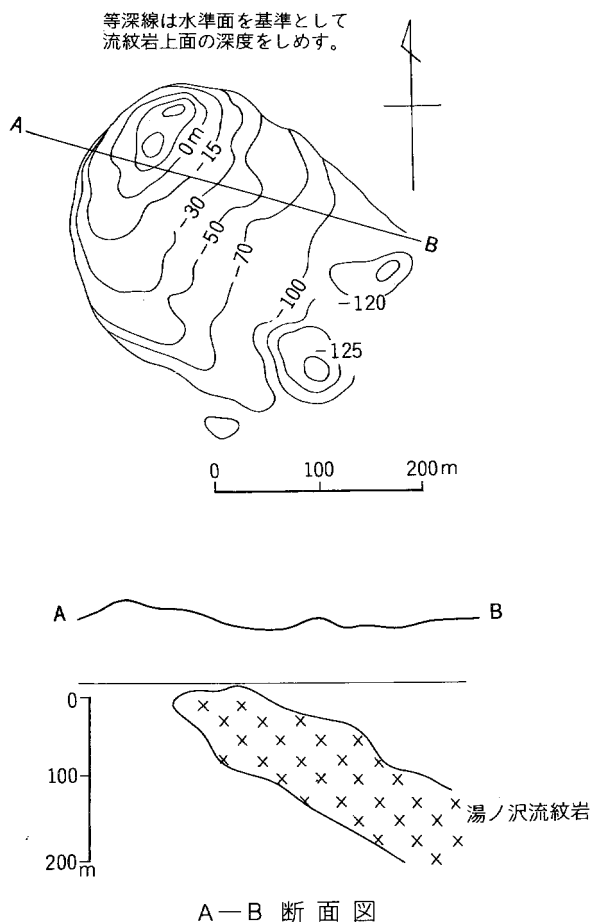 等深線は水準面を基準として
流紋岩上面の深度をしめす。
A
0m
-15
-30
-50
-70
-100
B
-120
-125
0 100 200m
A B
0
100
200
m
湯ノ沢流紋岩
A―B 断面図